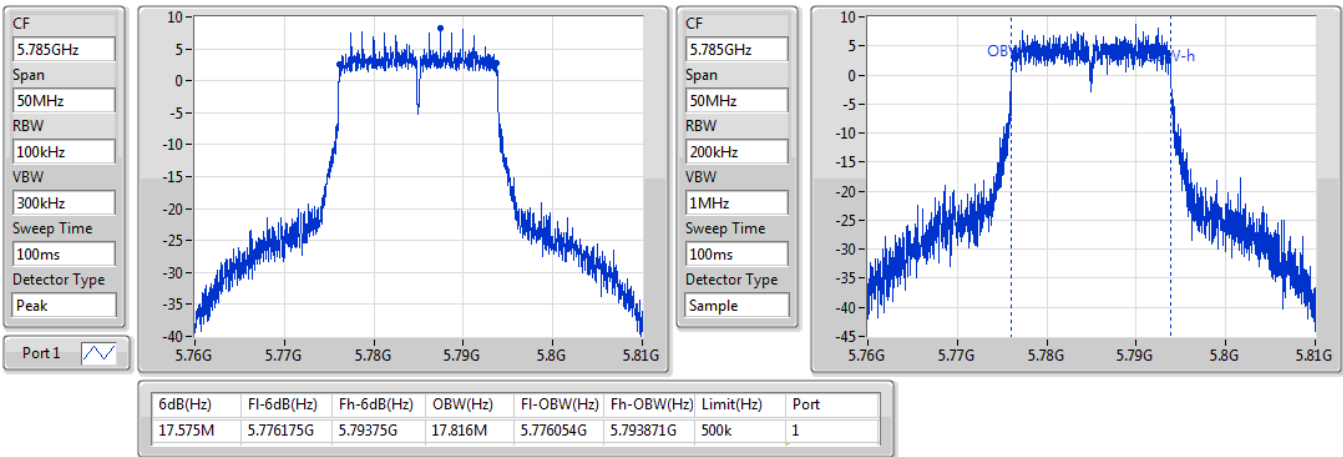 CF
5.785GHz
Span
50MHz
RBW
100kHz
VBW
300kHz
Sweep Time
100ms
Detector Type
Peak
Port 1
10
5
0
-5
-10
-15
-20
-25
-30
-35
-40
5.76G 5.77G 5.78G 5.79G 5.8G 5.81G
CF
5.785GHz
Span
50MHz
RBW
200kHz
VBW
1MHz
Sweep Time
100ms
Detector Type
Sample
10
5
0
-5
-10
-15
-20
-25
-30
-35
-40
-45
5.76G 5.77G 5.78G 5.79G 5.8G 5.81G
6dB(Hz) Fl-6dB(Hz) Fh-6dB(Hz) OBW(Hz) Fl-OBW(Hz) Fh-OBW(Hz) Limit(Hz) Port
17.575M 5.776175G 5.79375G 17.816M 5.776054G 5.793871G 500k 1